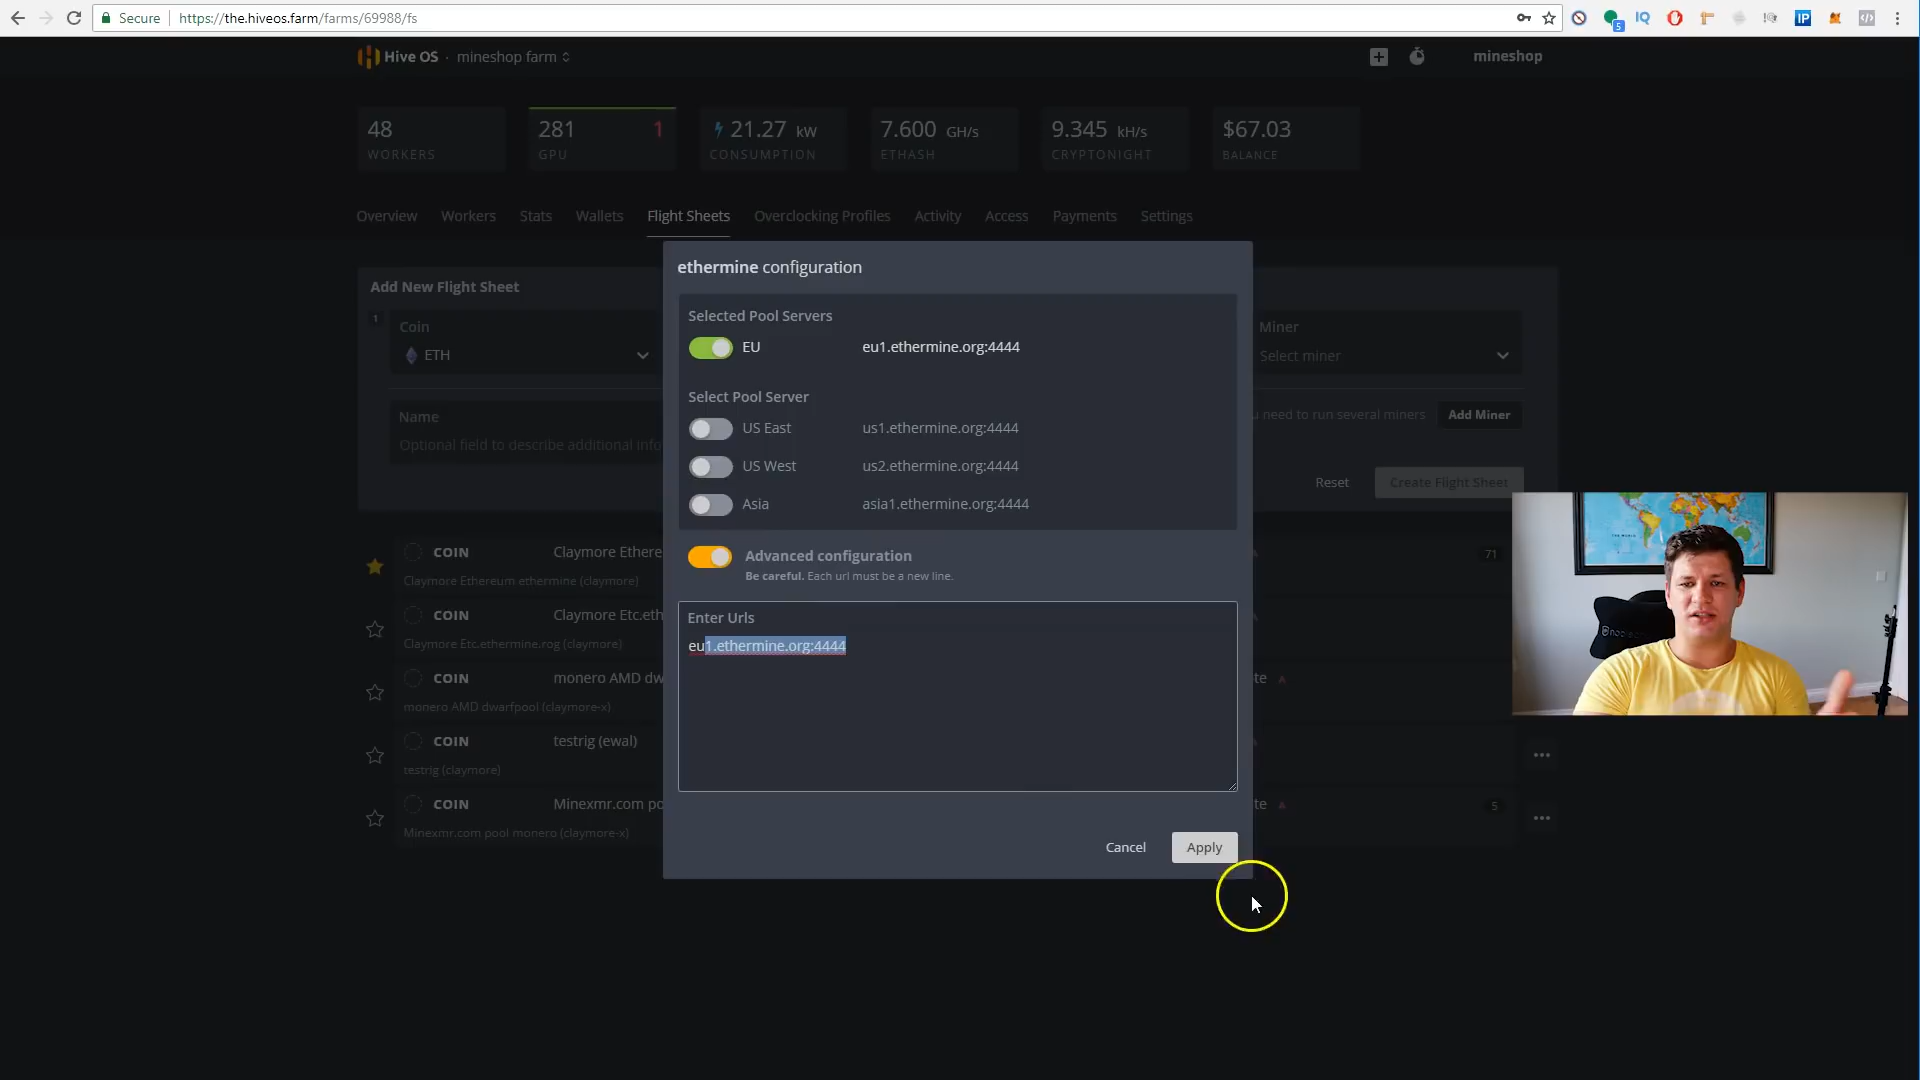 Secure https://the.hiveos.farm/farms/69988/fs
5 IQ IP
Hive OS · mineshop farm
mineshop
48
WORKERS
281 1
GPU
21.27 kW
CONSUMPTION
7.600 GH/s
ETHASH
9.345 kH/s
CRYPTONIGHT
$67.03
BALANCE
Overview Workers Stats Wallets Flight Sheets Overclocking Profiles Activity Access Payments Settings
ethermine configuration
Add New Flight Sheet
1
Coin
ETH
Name
Optional field to describe additional info
Miner
Select miner
need to run several miners Add Miner
Reset Create Flight Sheet
Selected Pool Servers
EU eu1.ethermine.org:4444
Select Pool Server
US East us1.ethermine.org:4444
US West us2.ethermine.org:4444
Asia asia1.ethermine.org:4444
Advanced configuration
Be careful. Each url must be a new line.
Enter Urls
eu1.ethermine.org:4444
Cancel Apply
COIN Claymore Ethere 71
Claymore Ethereum ethermine (claymore)
COIN Claymore Etc.eth
Claymore Etc.ethermine.rog (claymore)
COIN monero AMD dw te
monero AMD dwarfpool (claymore-x)
COIN testrig (ewal)
testrig (claymore)
COIN Minexmr.com po te 5
Minexmr.com pool monero (claymore-x)